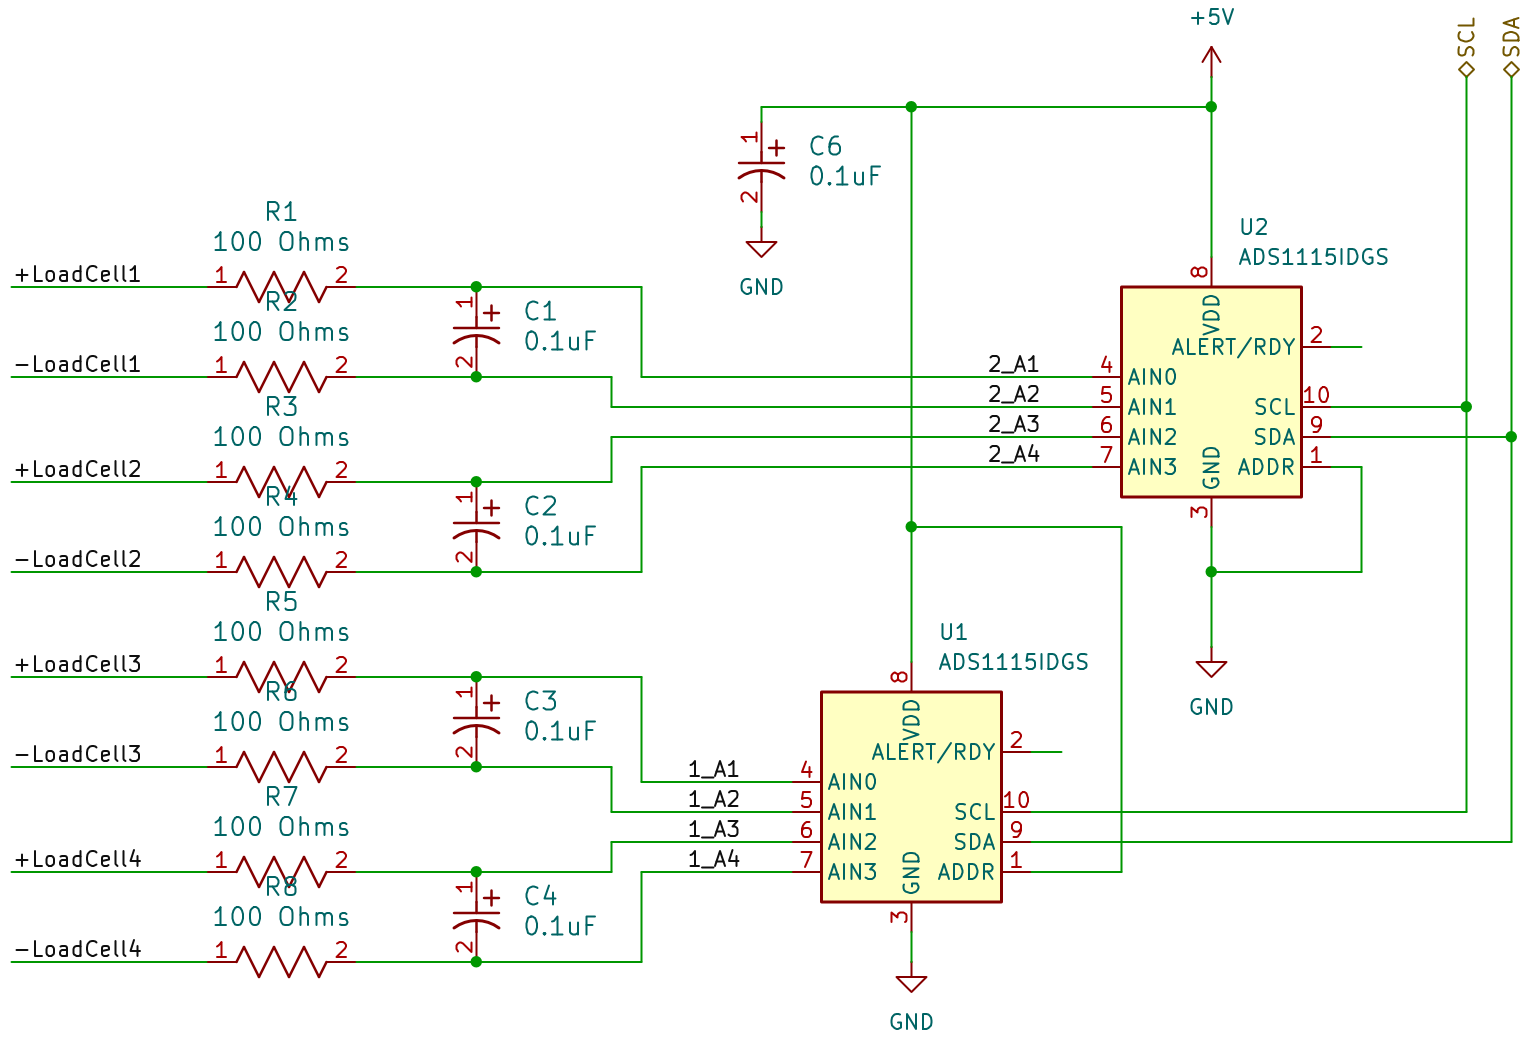 +5V
SCL
SDA
1
+
2
C6
0.1uF
GND
R1
100 Ohms
+LoadCell1
1
2
R2
100 Ohms
-LoadCell1
1
2
1
+
2
C1
0.1uF
R3
100 Ohms
+LoadCell2
1
2
R4
100 Ohms
-LoadCell2
1
2
1
+
2
C2
0.1uF
R5
100 Ohms
+LoadCell3
1
2
R6
100 Ohms
-LoadCell3
1
2
1
+
2
C3
0.1uF
R7
100 Ohms
+LoadCell4
1
2
R8
100 Ohms
-LoadCell4
1
2
1
+
2
C4
0.1uF
U2
ADS1115IDGS
8
VDD
ALERT/RDY
2
2_A1
4
AIN0
2_A2
5
AIN1
SCL
10
2_A3
6
AIN2
SDA
9
2_A4
7
AIN3
GND
ADDR
1
3
GND
U1
ADS1115IDGS
8
VDD
ALERT/RDY
2
1_A1
4
AIN0
1_A2
5
AIN1
SCL
10
1_A3
6
AIN2
SDA
9
1_A4
7
AIN3
GND
ADDR
1
3
GND